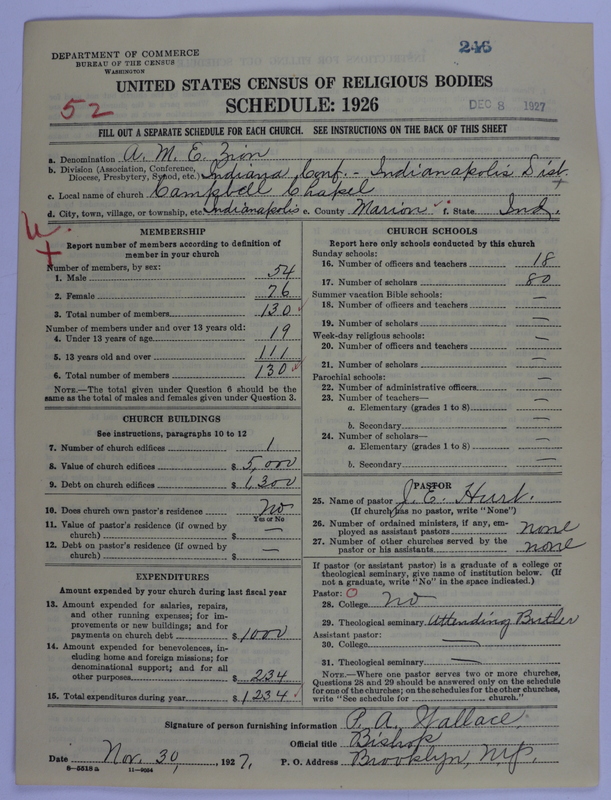 DEPARTMENT OF COMMERCE
BUREAU OF THE CENSUS
WASHINGTON
246
UNITED STATES CENSUS OF RELIGIOUS BODIES
SCHEDULE: 1926
52
DEC 8 1927
FILL OUT A SEPARATE SCHEDULE FOR EACH CHURCH. SEE INSTRUCTIONS ON THE BACK OF THIS SHEET
a. Denomination A. M. E. Zion
b. Division (Association, Conference, Diocese, Presbytery, Synod, etc.) Indiana Conf. - Indianapolis Dist.
c. Local name of church Campbell Chapel
d. City, town, village, or township, etc. Indianapolis e. County Marion f. State Ind.
MEMBERSHIP
Report number of members according to definition of
member in your church
Number of members, by sex:
1. Male 54
2. Female 76
3. Total number of members 130
Number of members under and over 13 years old:
4. Under 13 years of age 19
5. 13 years old and over 111
6. Total number of members 130
NOTE.—The total given under Question 6 should be the
same as the total of males and females given under Question 3.
CHURCH BUILDINGS
See instructions, paragraphs 10 to 12
7. Number of church edifices 1
8. Value of church edifices $ 5,000
9. Debt on church edifices $ 1,300
10. Does church own pastor's residence No
Yes or No
11. Value of pastor's residence (if owned by
church) $ —
12. Debt on pastor's residence (if owned by
church) $ —
EXPENDITURES
Amount expended by your church during last fiscal year
13. Amount expended for salaries, repairs,
and other running expenses; for im-
provements or new buildings; and for
payments on church debt $ 1000
14. Amount expended for benevolences, in-
cluding home and foreign missions; for
denominational support; and for all
other purposes $ 234
15. Total expenditures during year $ 1234
CHURCH SCHOOLS
Report here only schools conducted by this church
Sunday schools:
16. Number of officers and teachers 18
17. Number of scholars 80
Summer vacation Bible schools:
18. Number of officers and teachers —
19. Number of scholars —
Week-day religious schools:
20. Number of officers and teachers —
21. Number of scholars —
Parochial schools:
22. Number of administrative officers —
23. Number of teachers—
a. Elementary (grades 1 to 8) —
b. Secondary —
24. Number of scholars—
a. Elementary (grades 1 to 8) —
b. Secondary —
PASTOR
25. Name of pastor J. E. Hurt.
(If church has no pastor, write "None")
26. Number of ordained ministers, if any, em-
ployed as assistant pastors none
27. Number of other churches served by the
pastor or his assistants none
If pastor (or assistant pastor) is a graduate of a college or
theological seminary, give name of institution below. (If
not a graduate, write "No" in the space indicated.)
Pastor: O
28. College No
29. Theological seminary Attending Butler
Assistant pastor:
30. College —
31. Theological seminary —
NOTE.—Where one pastor serves two or more churches,
Questions 28 and 29 should be answered only on the schedule
for one of the churches; on the schedules for the other churches,
write "See schedule for ........ church."
Signature of person furnishing information P. A. Wallace,
Official title Bishop
Date Nov. 30, 1927. P. O. Address Brooklyn, N.Y.
8—5518a 11—9094